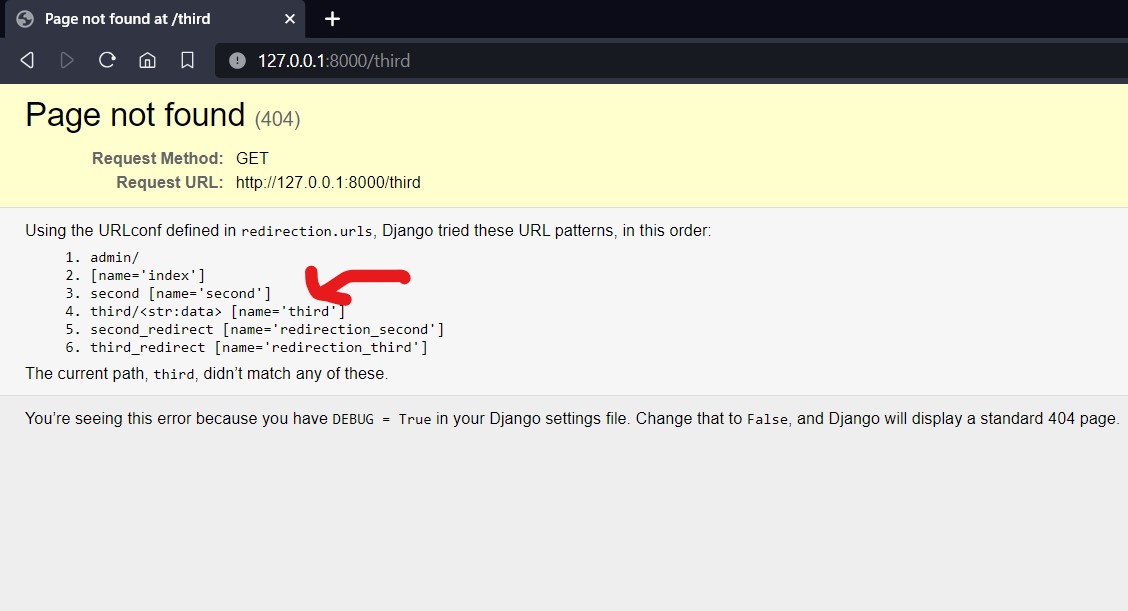 Page not found at /third
127.0.0.1:8000/third
Page not found (404)
Request Method: GET
Request URL: http://127.0.0.1:8000/third
Using the URLconf defined in redirection.urls, Django tried these URL patterns, in this order:
1. admin/
2. [name='index']
3. second [name='second']
4. third/<str:data> [name='third']
5. second_redirect [name='redirection_second']
6. third_redirect [name='redirection_third']
The current path, third, didn’t match any of these.
You’re seeing this error because you have DEBUG = True in your Django settings file. Change that to False, and Django will display a standard 404 page.